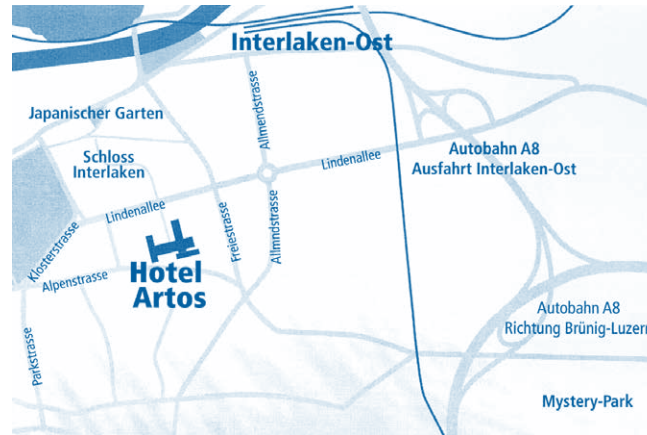 Interlaken-Ost
Japanischer Garten
Allmendstrasse
Schloss
Interlaken
Lindenallee
Autobahn A8
Ausfahrt Interlaken-Ost
Lindenallee
Klosterstrasse
Freiestrasse
Allmndstrasse
Alpenstrasse
Hotel
Artos
Parkstrasse
Autobahn A8
Richtung Brünig-Luzern
Mystery-Park